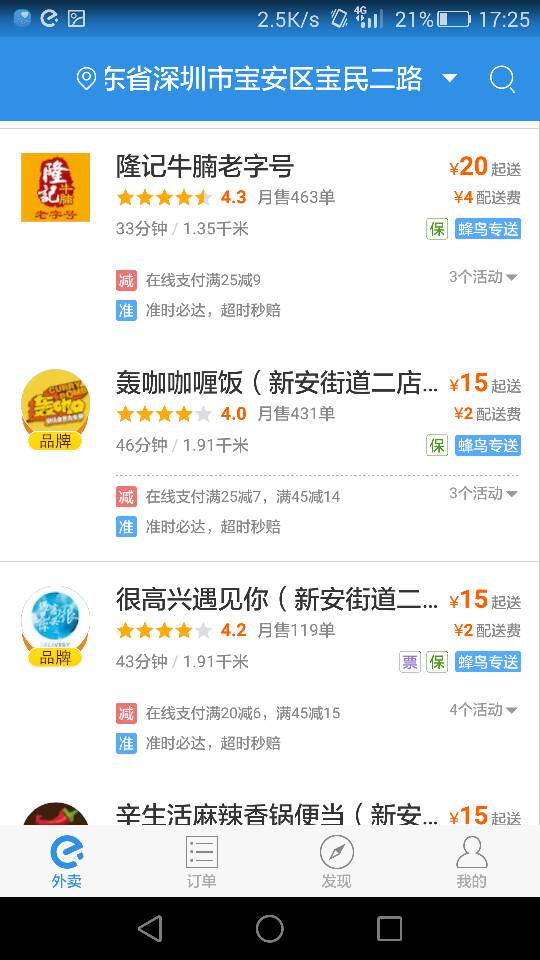 2.5K/s 4G 21% 17:25
东省深圳市宝安区宝民二路
隆记牛腩老字号 ¥20起送
4.3 月售463单 ¥4配送费
33分钟 / 1.35千米 保 蜂鸟专送
减 在线支付满25减9 3个活动
准 准时必达，超时秒赔
隆記牛腩
老字号
轰咖咖喱饭（新安街道二店... ¥15起送
4.0 月售431单 ¥2配送费
46分钟 / 1.91千米 保 蜂鸟专送
CURRY
轰咖
品牌
减 在线支付满25减7，满45减14 3个活动
准 准时必达，超时秒赔
很高兴遇见你（新安街道二... ¥15起送
4.2 月售119单 ¥2配送费
43分钟 / 1.91千米 票 保 蜂鸟专送
品牌
减 在线支付满20减6，满45减15 4个活动
准 准时必达，超时秒赔
辛生活麻辣香锅便当（新安... ¥15起送
外卖 订单 发现 我的